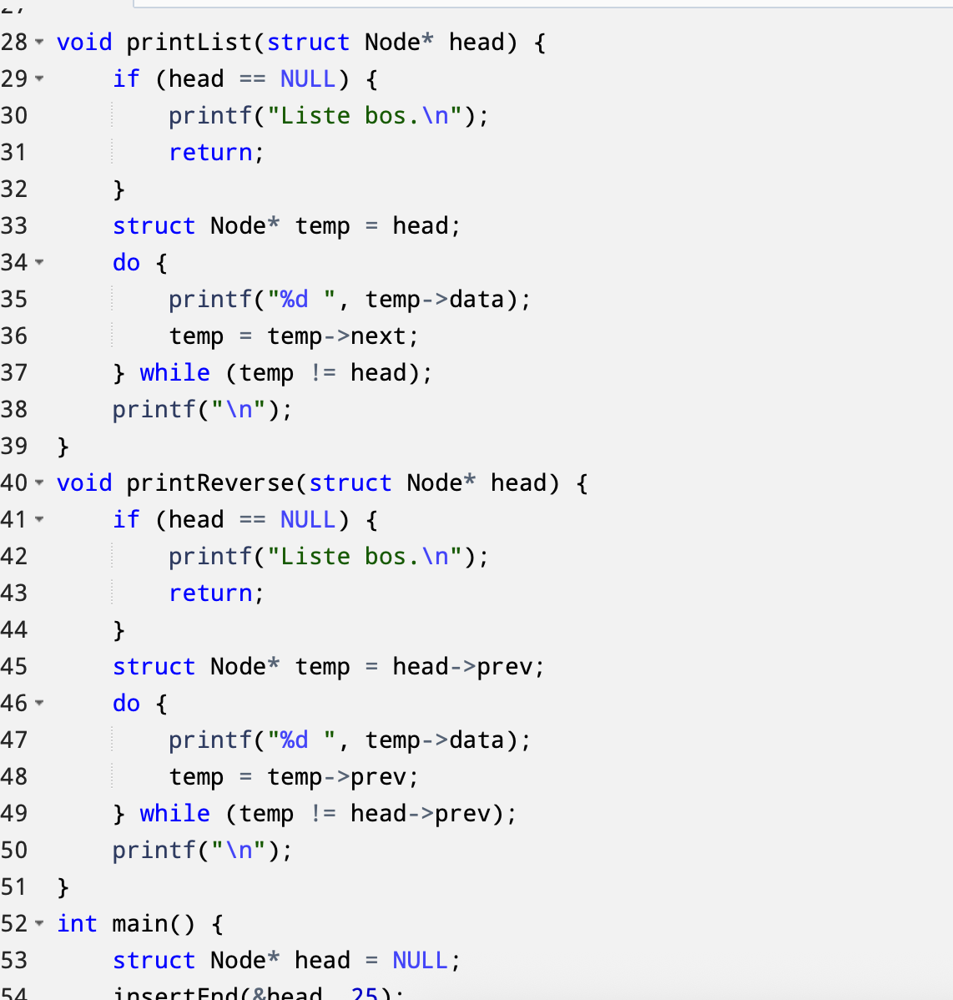 27
28 void printList(struct Node* head) {
29 if (head == NULL) {
30 printf("Liste bos.\n");
31 return;
32 }
33 struct Node* temp = head;
34 do {
35 printf("%d ", temp->data);
36 temp = temp->next;
37 } while (temp != head);
38 printf("\n");
39 }
40 void printReverse(struct Node* head) {
41 if (head == NULL) {
42 printf("Liste bos.\n");
43 return;
44 }
45 struct Node* temp = head->prev;
46 do {
47 printf("%d ", temp->data);
48 temp = temp->prev;
49 } while (temp != head->prev);
50 printf("\n");
51 }
52 int main() {
53 struct Node* head = NULL;
54 insertEnd(&head, 25);